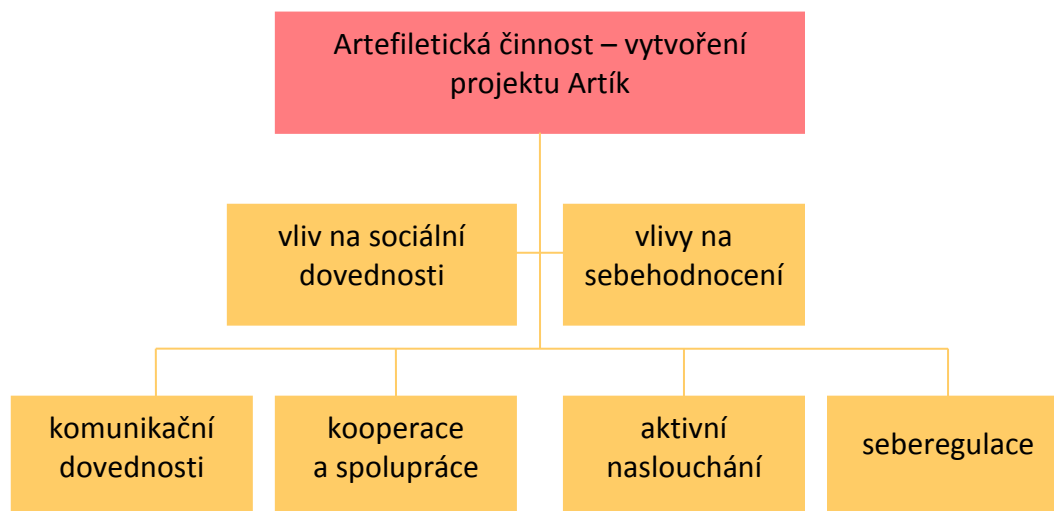 Artefiletická činnost – vytvoření
projektu Artík
vliv na sociální
dovednosti
vlivy na
sebehodnocení
komunikační
dovednosti
kooperace
a spolupráce
aktivní
naslouchání
seberegulace